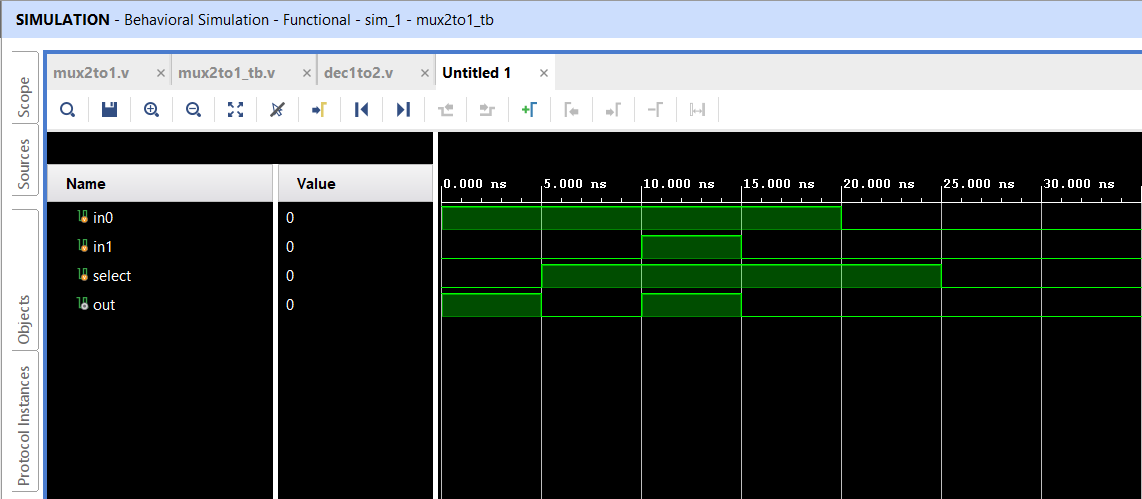 SIMULATION - Behavioral Simulation - Functional - sim_1 - mux2to1_tb
Scope
Sources
Objects
Protocol Instances
mux2to1.v × mux2to1_tb.v × dec1to2.v × Untitled 1 ×
Name Value
0.000 ns 5.000 ns 10.000 ns 15.000 ns 20.000 ns 25.000 ns 30.000 ns
in0 0
in1 0
select 0
out 0